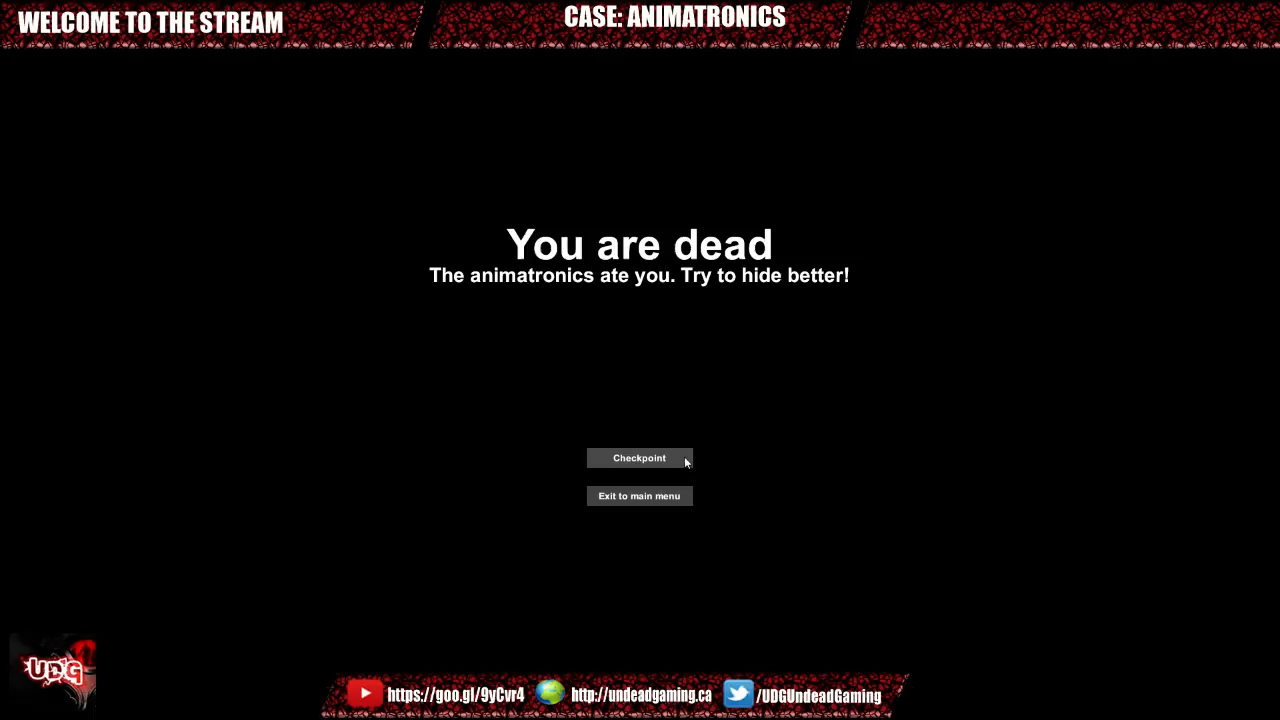 WELCOME TO THE STREAM
CASE: ANIMATRONICS
You are dead
The animatronics ate you. Try to hide better!
Checkpoint
Exit to main menu
UDG
https://goo.gl/9yCvr4
http://undeadgaming.ca
/UDGUndeadGaming